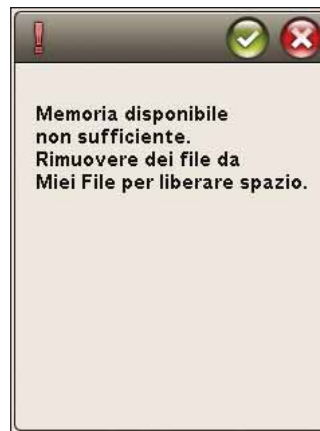 Memoria disponibile
non sufficiente.
Rimuovere dei file da
Miei File per liberare spazio.